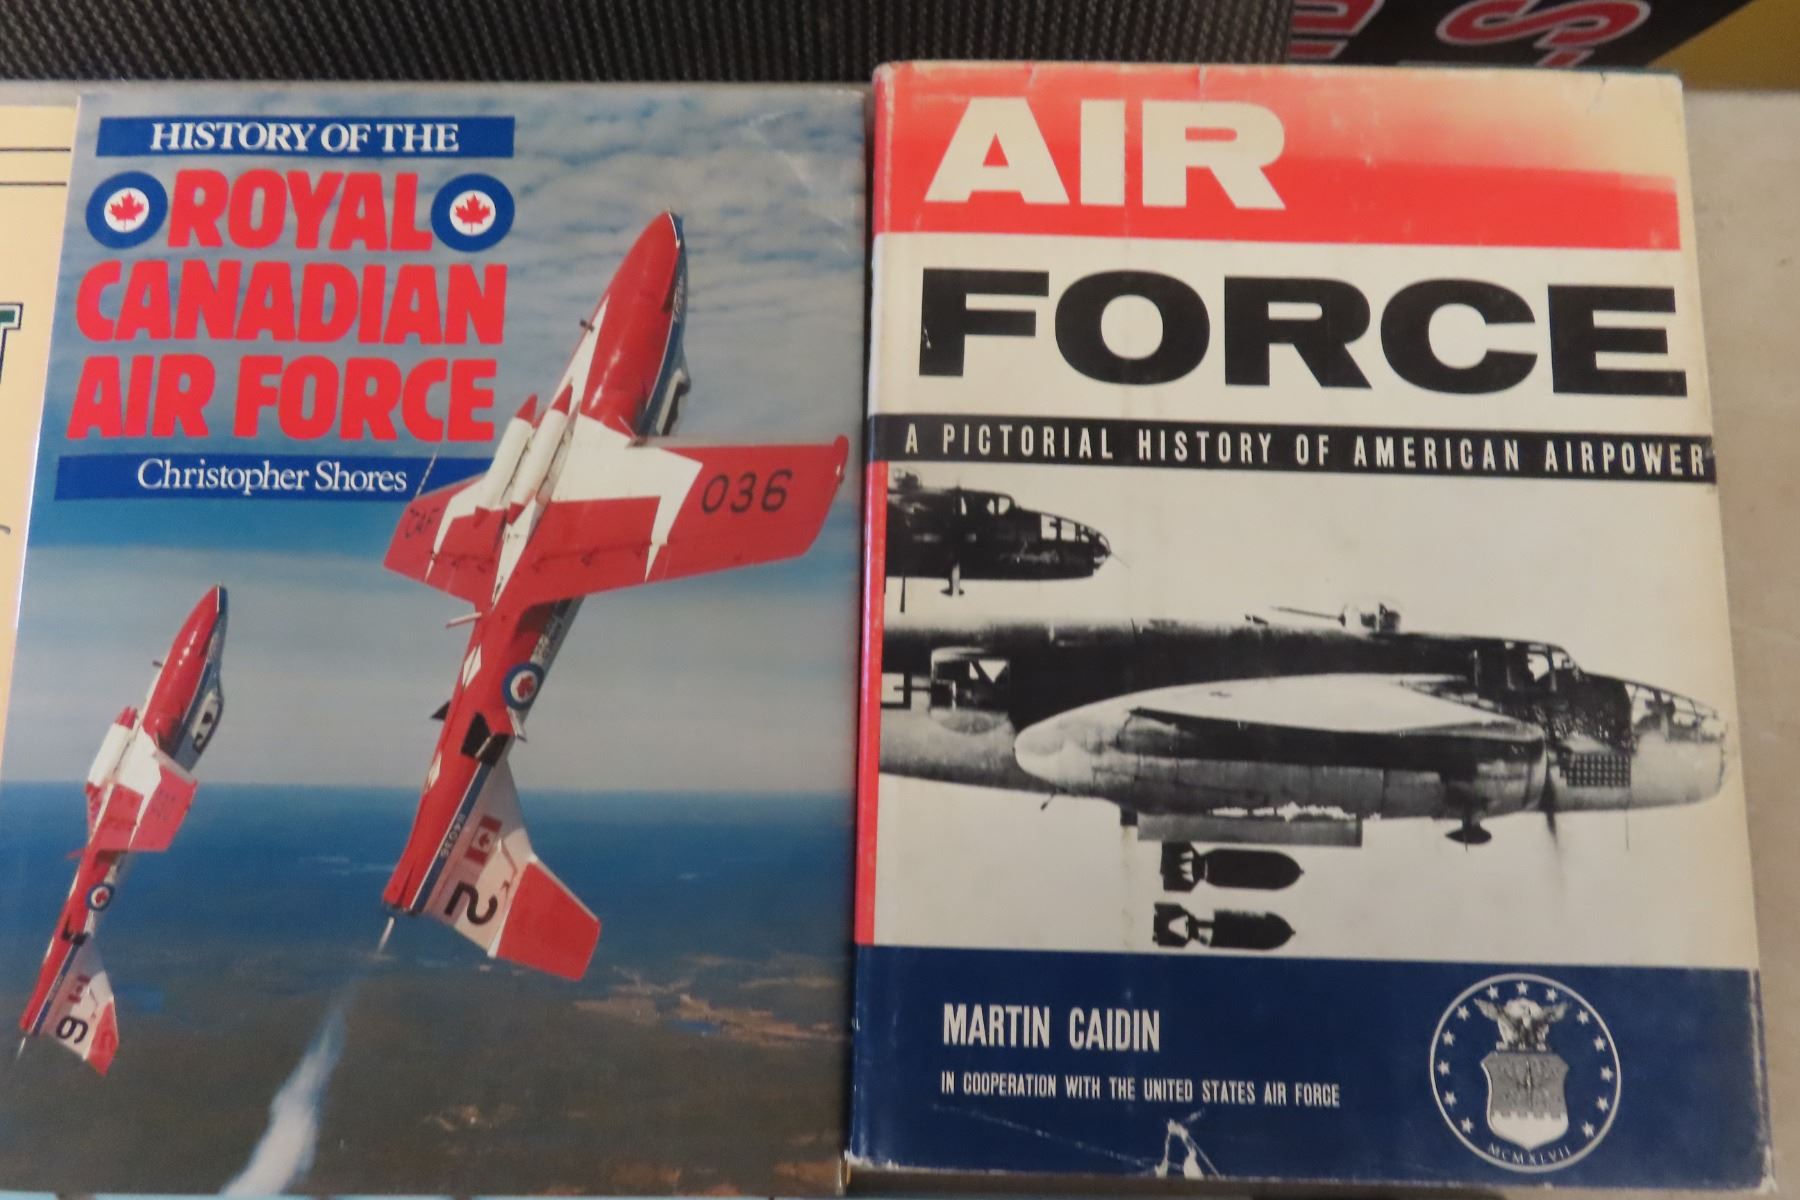 HISTORY OF THE
ROYAL
CANADIAN
AIR FORCE
Christopher Shores
036
CAF
2
6
AIR
FORCE
A PICTORIAL HISTORY OF AMERICAN AIRPOWER
MARTIN CAIDIN
IN COOPERATION WITH THE UNITED STATES AIR FORCE
MCMXLVII